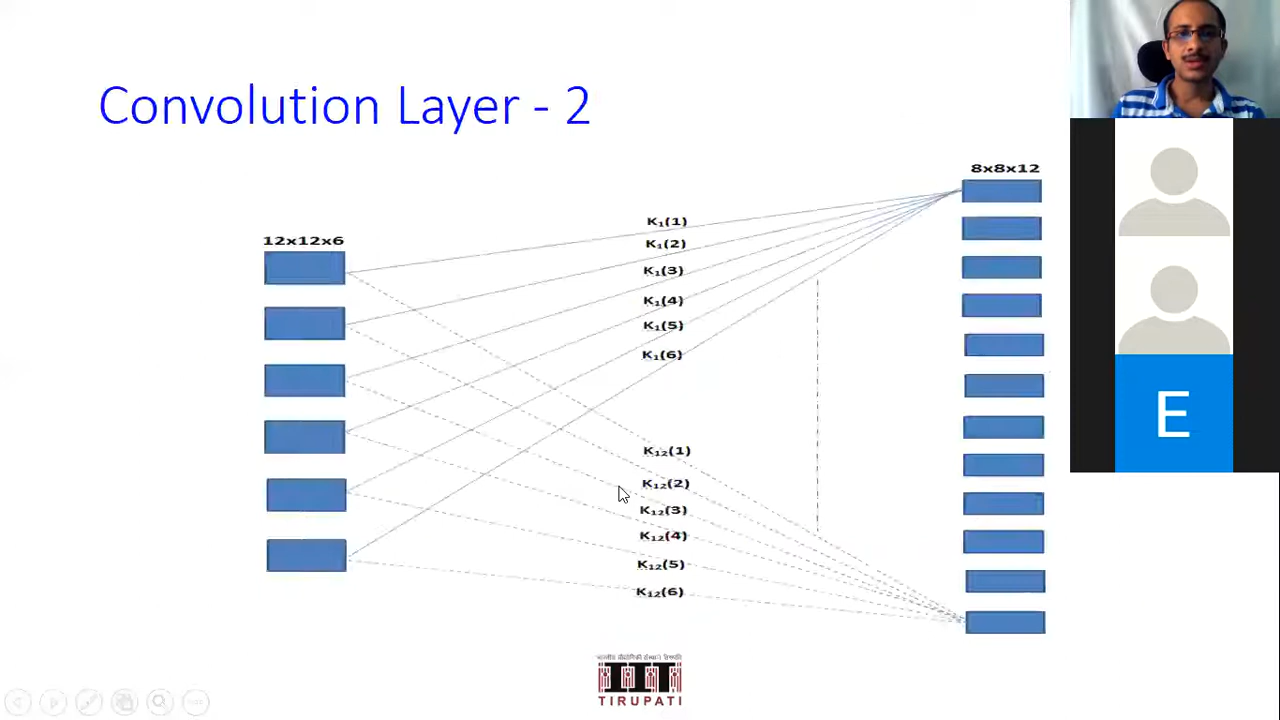 Convolution Layer - 2
8x8x12
12x12x6
K₁(1)
K₁(2)
K₁(3)
K₁(4)
K₁(5)
K₁(6)
K₁₂(1)
K₁₂(2)
K₁₂(3)
K₁₂(4)
K₁₂(5)
K₁₂(6)
E
TIRUPATI